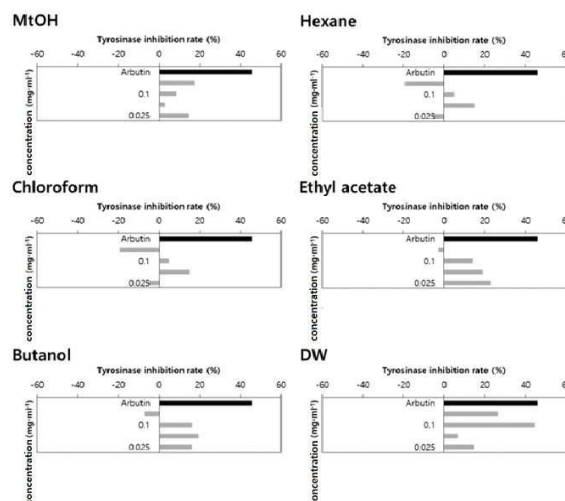 MtOH
Tyrosinase inhibition rate (%)
-60 -40 -20 0 20 40 60
Arbutin
0.1
0.025
concentration (mg·ml⁻¹)
Hexane
Tyrosinase inhibition rate (%)
-60 -40 -20 0 20 40 60
Arbutin
0.1
0.025
concentration (mg·ml⁻¹)
Chloroform
Tyrosinase inhibition rate (%)
-60 -40 -20 0 20 40 60
Arbutin
0.1
0.025
concentration (mg·ml⁻¹)
Ethyl acetate
Tyrosinase inhibition rate (%)
-60 -40 -20 0 20 40 60
Arbutin
0.1
0.025
concentration (mg·ml⁻¹)
Butanol
Tyrosinase inhibition rate (%)
-60 -40 -20 0 20 40 60
Arbutin
0.1
0.025
concentration (mg·ml⁻¹)
DW
Tyrosinase inhibition rate (%)
-60 -40 -20 0 20 40 60
Arbutin
0.1
0.025
concentration (mg·ml⁻¹)